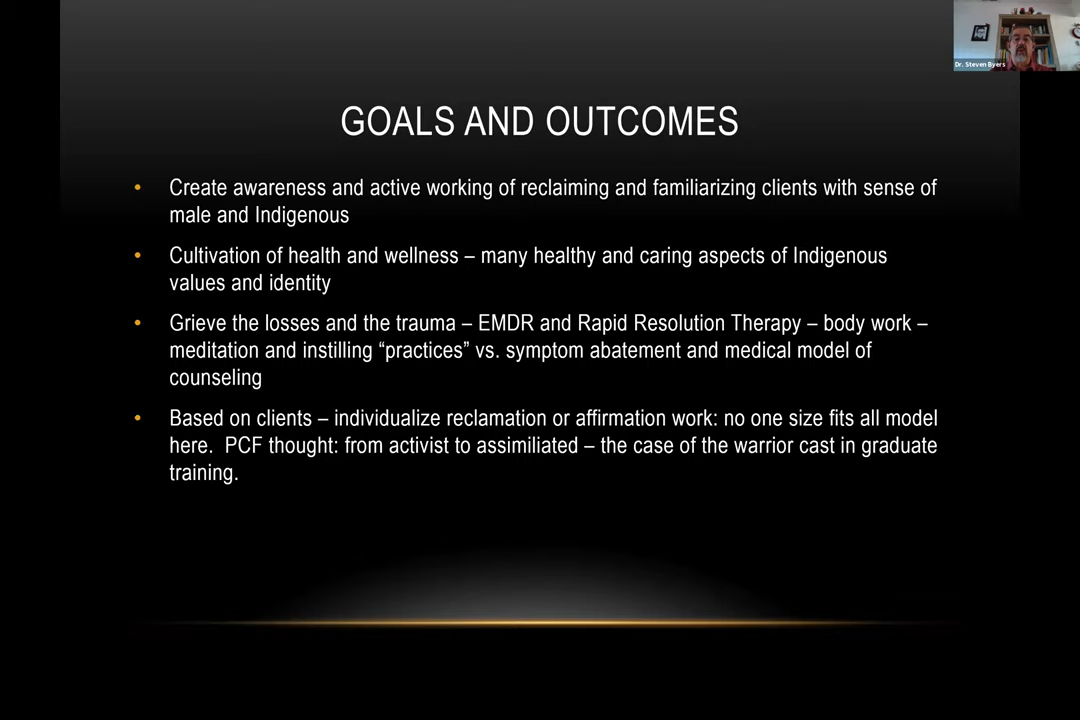 Dr. Steven Byers
GOALS AND OUTCOMES
• Create awareness and active working of reclaiming and familiarizing clients with sense of
male and Indigenous
• Cultivation of health and wellness – many healthy and caring aspects of Indigenous
values and identity
• Grieve the losses and the trauma – EMDR and Rapid Resolution Therapy – body work –
meditation and instilling “practices” vs. symptom abatement and medical model of
counseling
• Based on clients – individualize reclamation or affirmation work: no one size fits all model
here.  PCF thought: from activist to assimiliated – the case of the warrior cast in graduate
training.